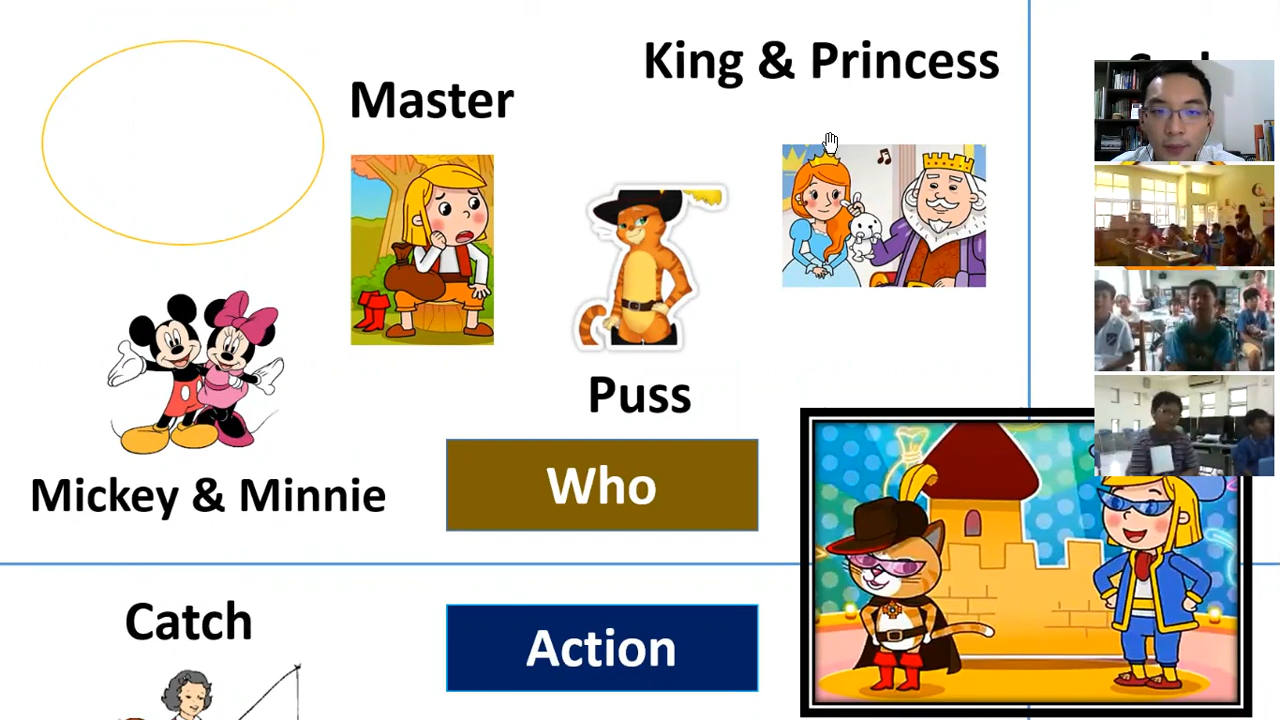 King & Princess
Master
Puss
Mickey & Minnie
Who
Catch
Action